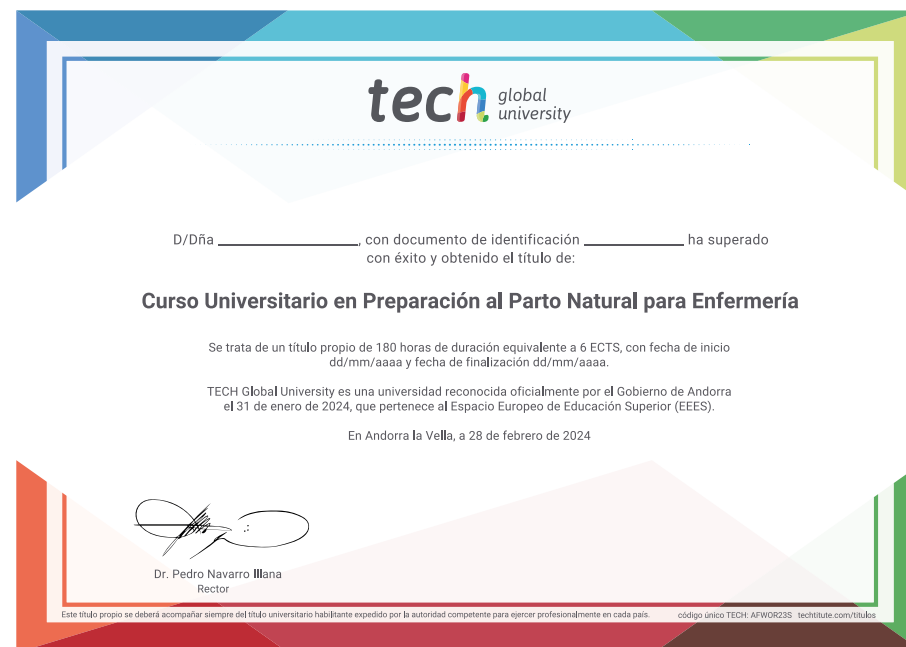 tech global university
D/Dña ____________________, con documento de identificación ______________ ha superado
con éxito y obtenido el título de:
Curso Universitario en Preparación al Parto Natural para Enfermería
Se trata de un título propio de 180 horas de duración equivalente a 6 ECTS, con fecha de inicio
dd/mm/aaaa y fecha de finalización dd/mm/aaaa.
TECH Global University es una universidad reconocida oficialmente por el Gobierno de Andorra
el 31 de enero de 2024, que pertenece al Espacio Europeo de Educación Superior (EEES).
En Andorra la Vella, a 28 de febrero de 2024
Dr. Pedro Navarro Illana
Rector
Este título propio se deberá acompañar siempre del título universitario habilitante expedido por la autoridad competente para ejercer profesionalmente en cada país.
código único TECH: AFWOR23S techtitute.com/titulos